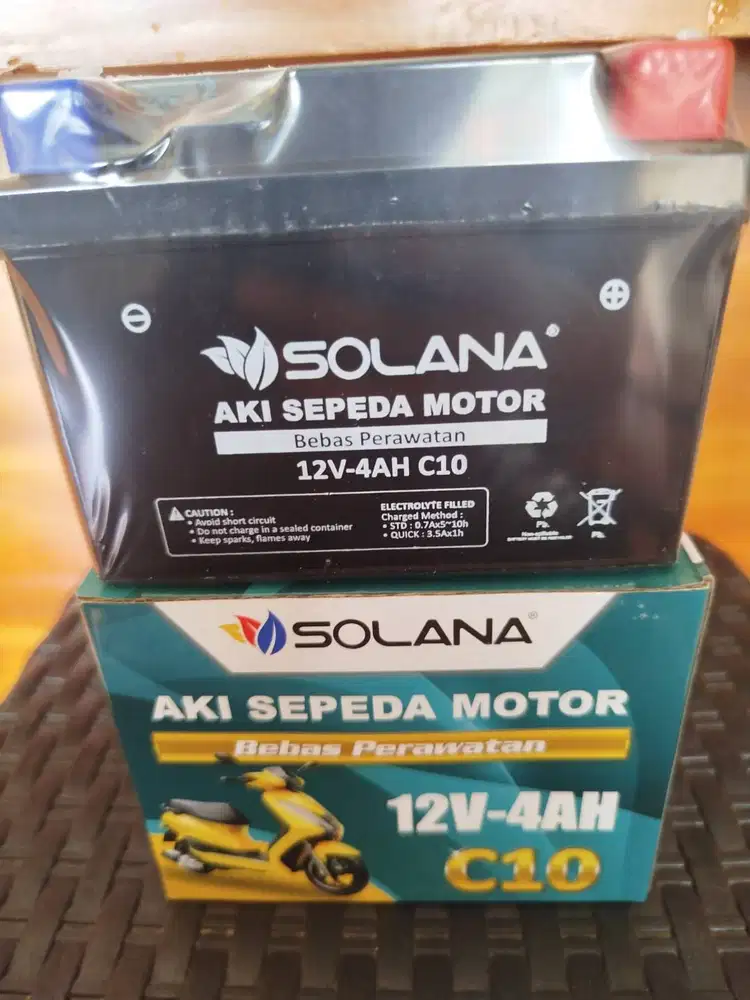 SOLANA®
AKI SEPEDA MOTOR
Bebas Perawatan
12V-4AH C10
CAUTION :
• Avoid short circuit
• Do not charge in a sealed container
• Keep sparks, flames away
ELECTROLYTE FILLED
Charged Method :
• STD : 0.7Ax5~10h
• QUICK : 3.5Ax1h
Pb
Pb
SOLANA®
AKI SEPEDA MOTOR
Bebas Perawatan
12V-4AH
C10